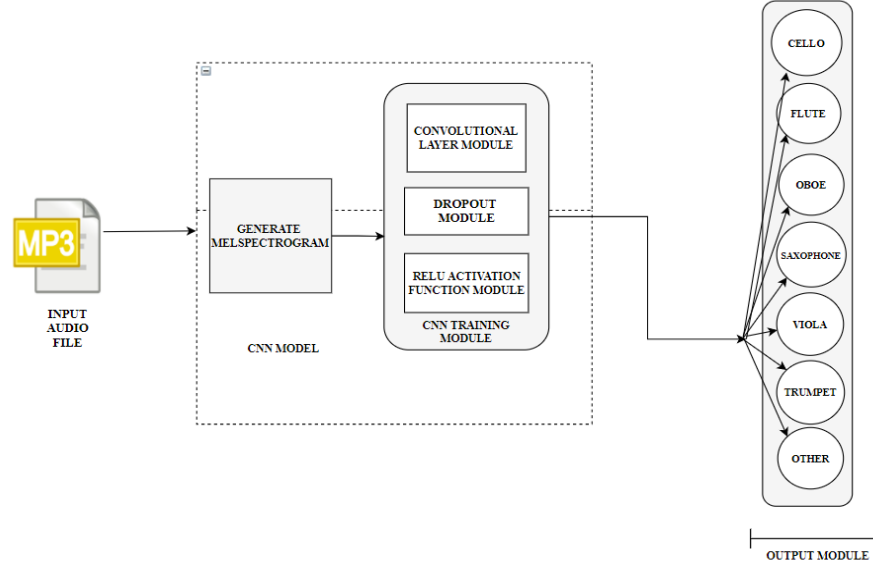 MP3
INPUT
AUDIO
FILE
GENERATE
MELSPECTROGRAM
CNN MODEL
CONVOLUTIONAL
LAYER MODULE
DROPOUT
MODULE
RELU ACTIVATION
FUNCTION MODULE
CNN TRAINING
MODULE
CELLO
FLUTE
OBOE
SAXOPHONE
VIOLA
TRUMPET
OTHER
OUTPUT MODULE